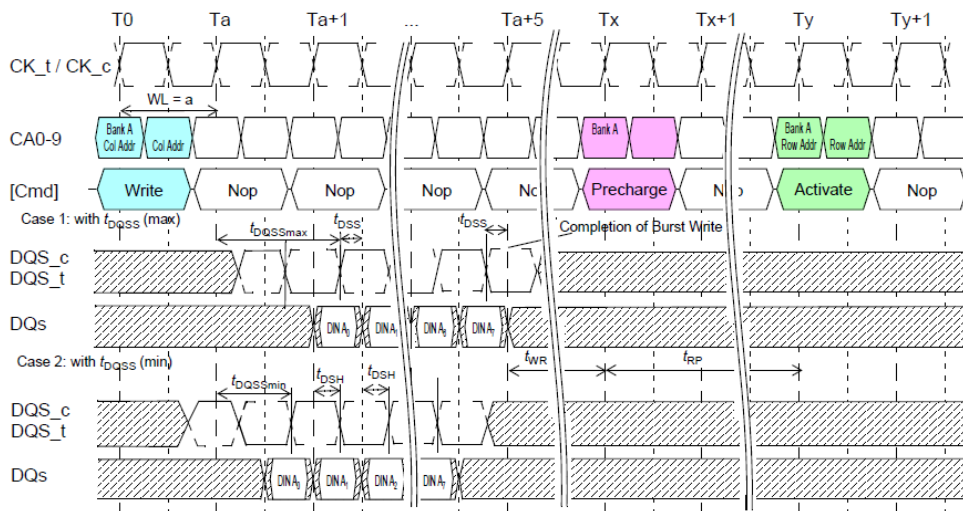 T0 Ta Ta+1 ... Ta+5 Tx Tx+1 Ty Ty+1
CK_t / CK_c
WL = a
CA0-9
Bank A
Col Addr
Col Addr
Bank A
Bank A
Row Addr
Row Addr
[Cmd] Write Nop Nop Nop Precharge Nop Activate Nop
Case 1: with tDQSS (max)
tDQSSmax tDSS tDSS Completion of Burst Write
DQS_c
DQS_t
DQs DINA0 DINA1 DINA6 DINA7
Case 2: with tDQSS (min)
tWR tRP
tDQSSmin tDSH tDSH
DQS_c
DQS_t
DQs DINA0 DINA1 DINA2 DINA7